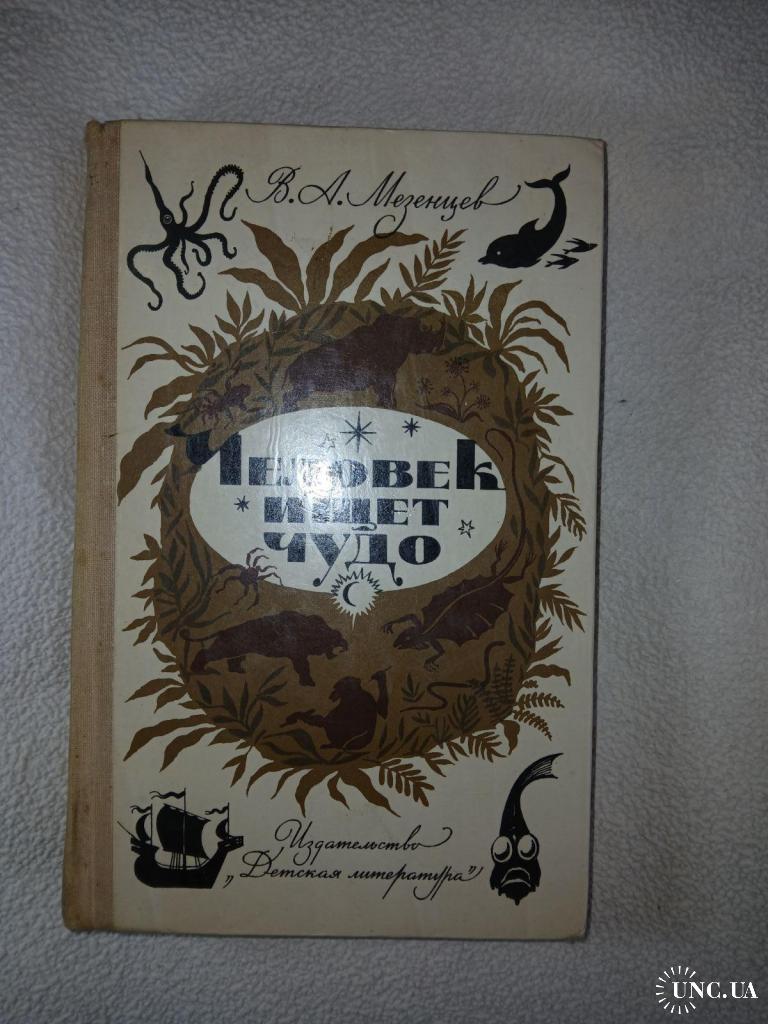 В. А. Мезенцев
Человек
ищет
чудо
Издательство
„Детская литература"
UNC.UA